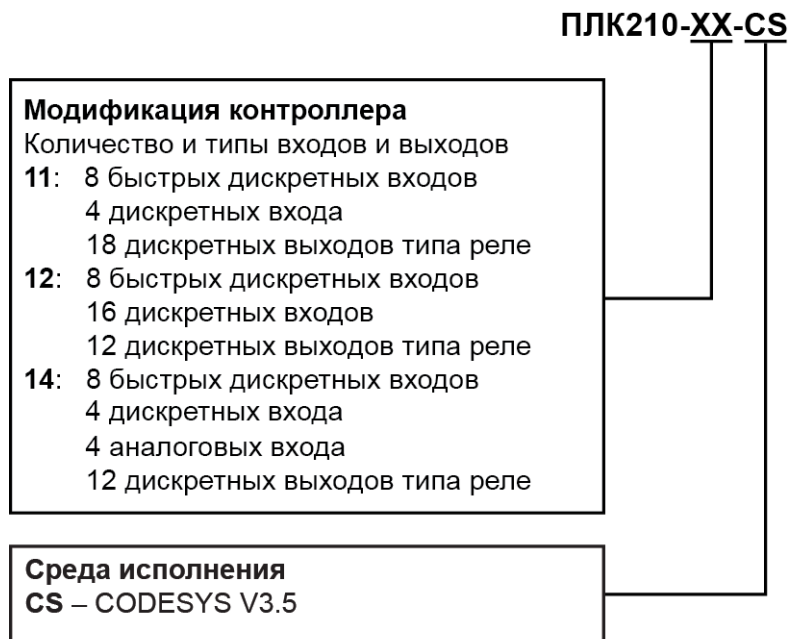 ПЛК210-XX-CS
Модификация контроллера
Количество и типы входов и выходов
11: 8 быстрых дискретных входов
4 дискретных входа
18 дискретных выходов типа реле
12: 8 быстрых дискретных входов
16 дискретных входов
12 дискретных выходов типа реле
14: 8 быстрых дискретных входов
4 дискретных входа
4 аналоговых входа
12 дискретных выходов типа реле
Среда исполнения
CS – CODESYS V3.5